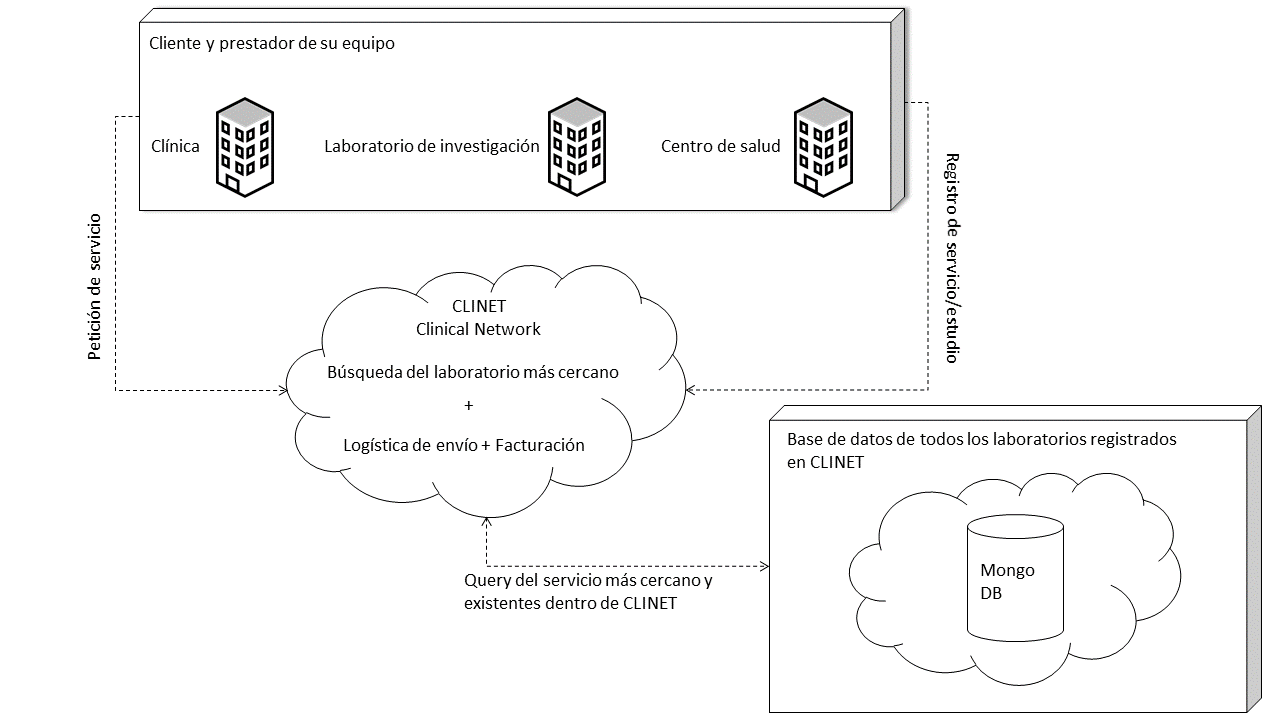 Cliente y prestador de su equipo
Clínica
Laboratorio de investigación
Centro de salud
Petición de servicio
Registro de servicio/estudio
CLINET
Clinical Network
Búsqueda del laboratorio más cercano
+
Logística de envío + Facturación
Base de datos de todos los laboratorios registrados
en CLINET
Mongo
DB
Query del servicio más cercano y
existentes dentro de CLINET